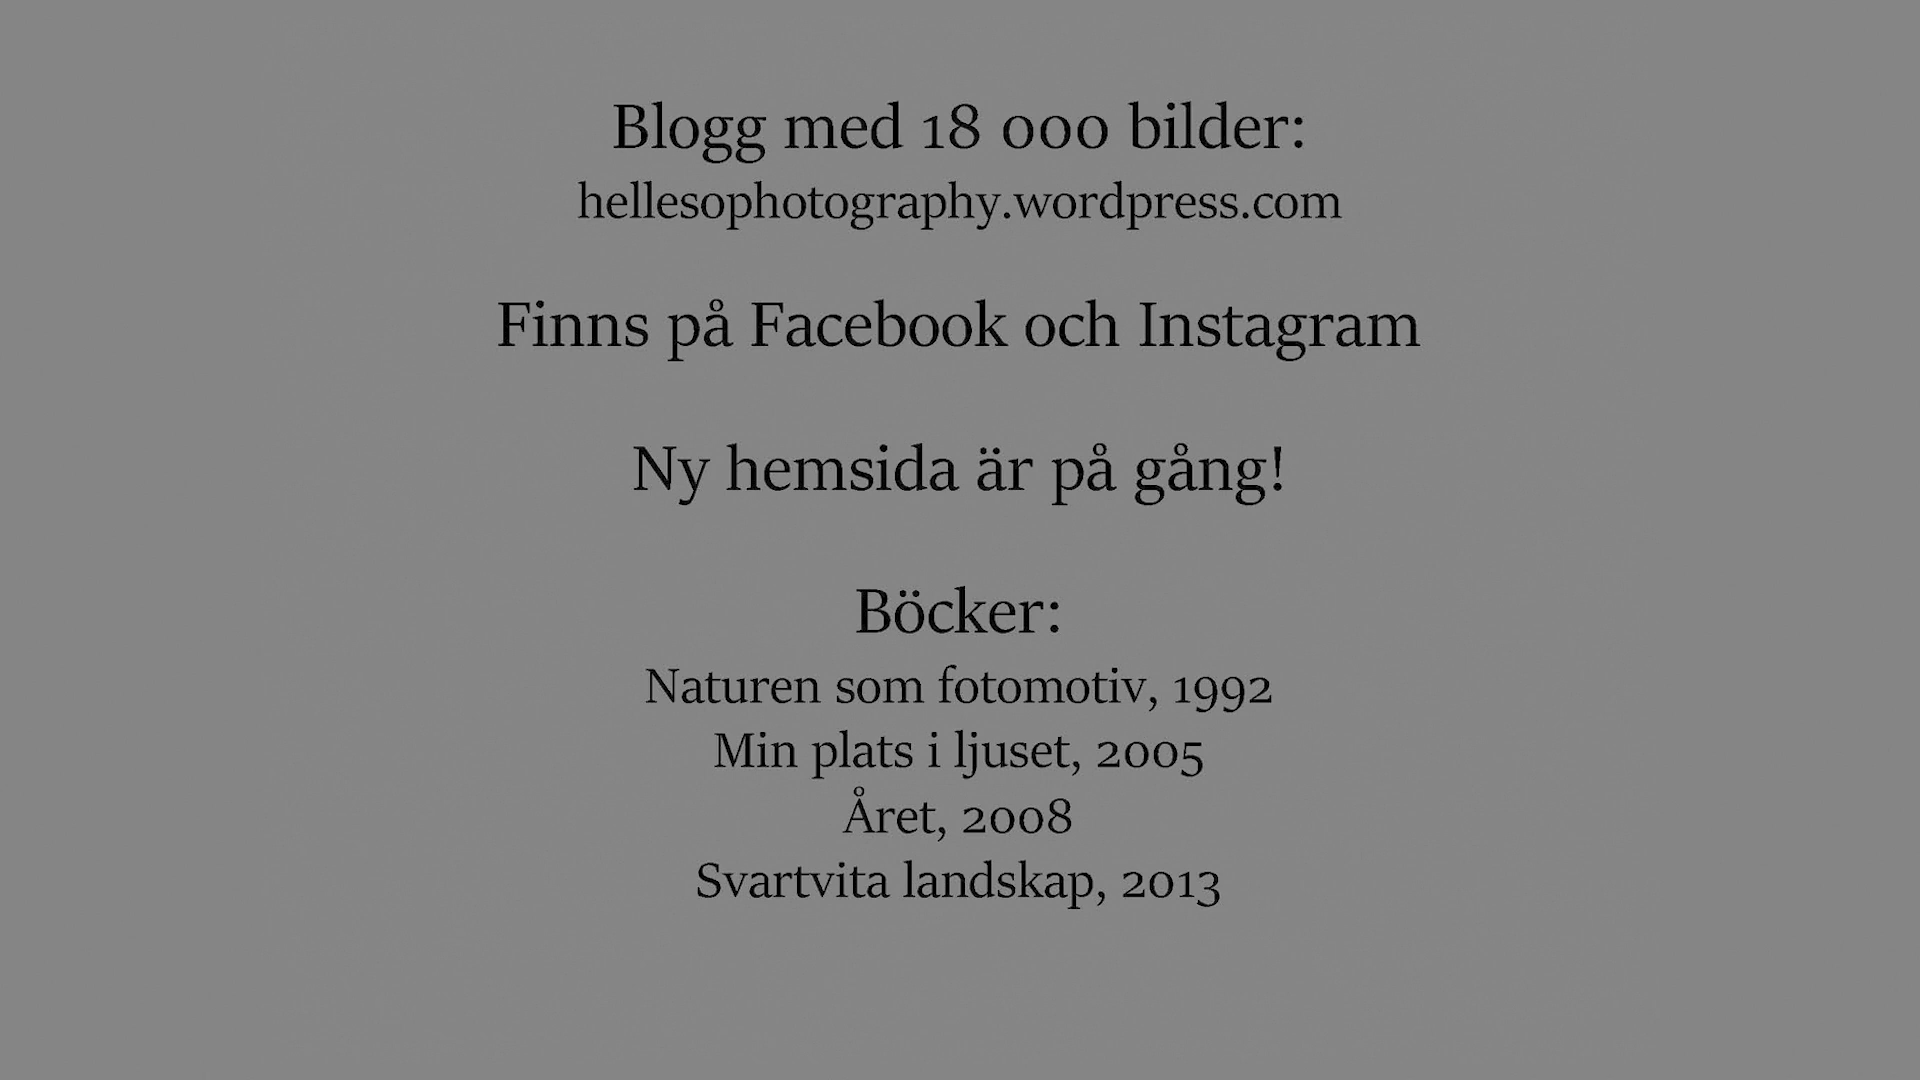 Blogg med 18 000 bilder:
hellesophotography.wordpress.com
Finns på Facebook och Instagram
Ny hemsida är på gång!
Böcker:
Naturen som fotomotiv, 1992
Min plats i ljuset, 2005
Året, 2008
Svartvita landskap, 2013